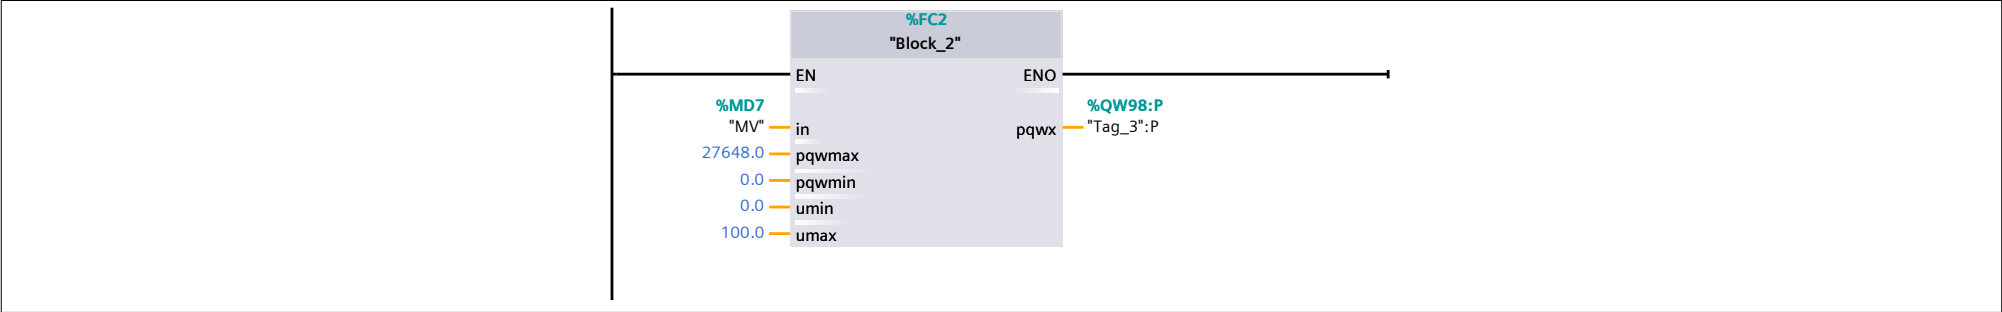 %FC2
"Block_2"
EN
ENO
%MD7
%QW98:P
"MV"
in
pqwx
"Tag_3":P
27648.0
pqwmax
0.0
pqwmin
0.0
umin
100.0
umax